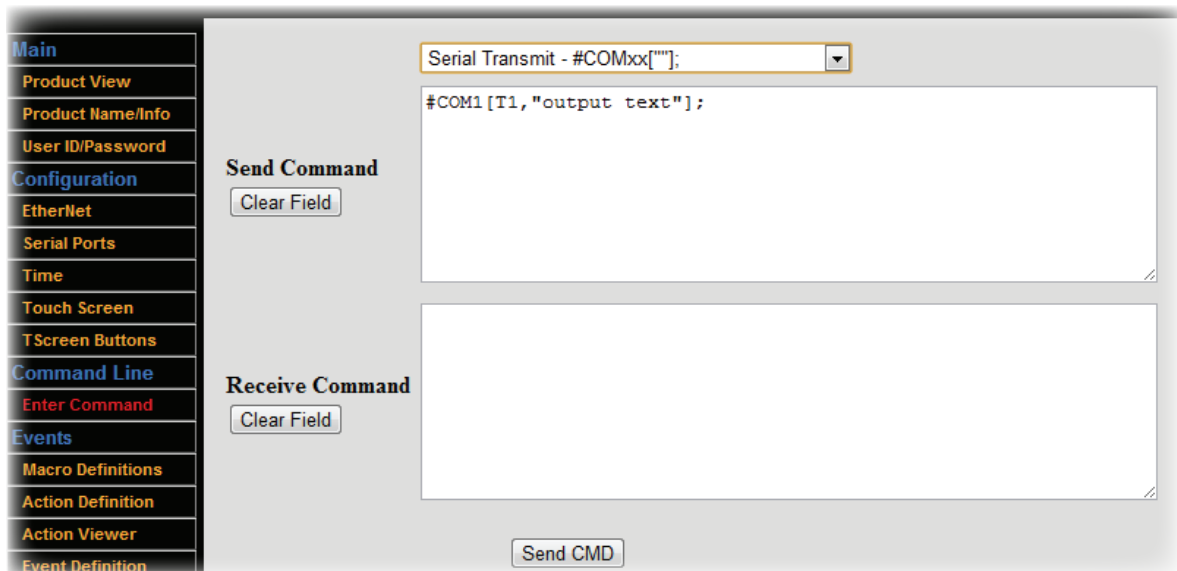 Main
Product View
Product Name/Info
User ID/Password
Configuration
EtherNet
Serial Ports
Time
Touch Screen
TScreen Buttons
Command Line
Enter Command
Events
Macro Definitions
Action Definition
Action Viewer
Event Definition
Serial Transmit - #COMxx[""];
#COM1[T1,"output text"];
Send Command
Clear Field
Receive Command
Clear Field
Send CMD